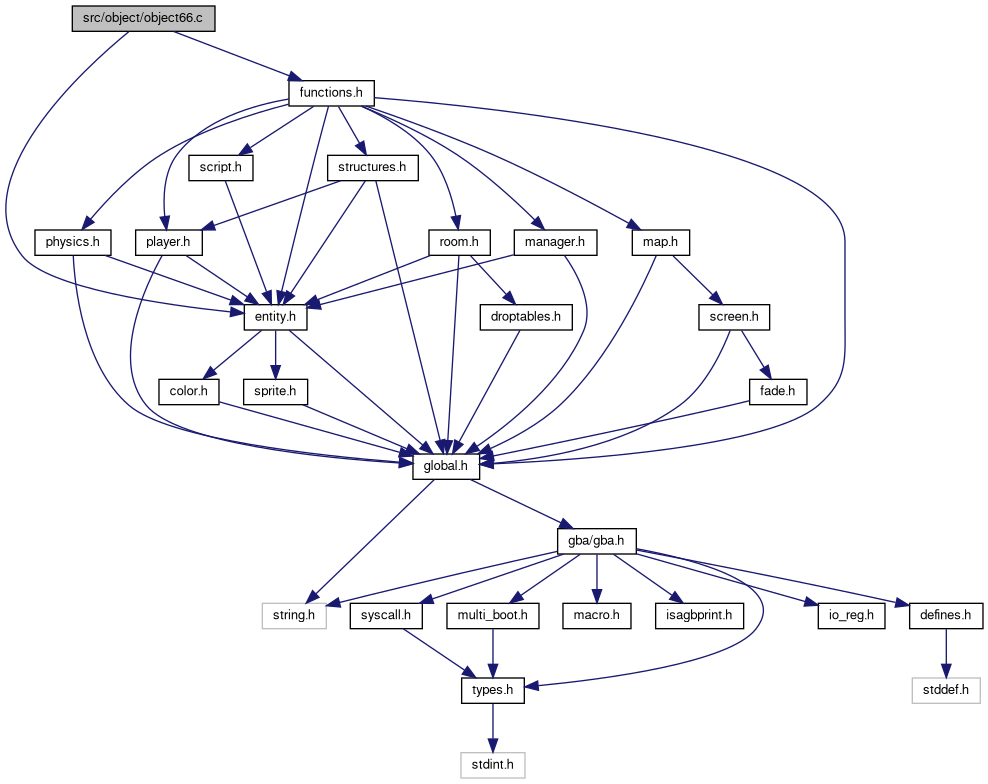 src/object/object66.c
functions.h
script.h
structures.h
physics.h
player.h
room.h
manager.h
map.h
entity.h
droptables.h
screen.h
color.h
sprite.h
fade.h
global.h
gba/gba.h
string.h
syscall.h
multi_boot.h
macro.h
isagbprint.h
io_reg.h
defines.h
types.h
stddef.h
stdint.h